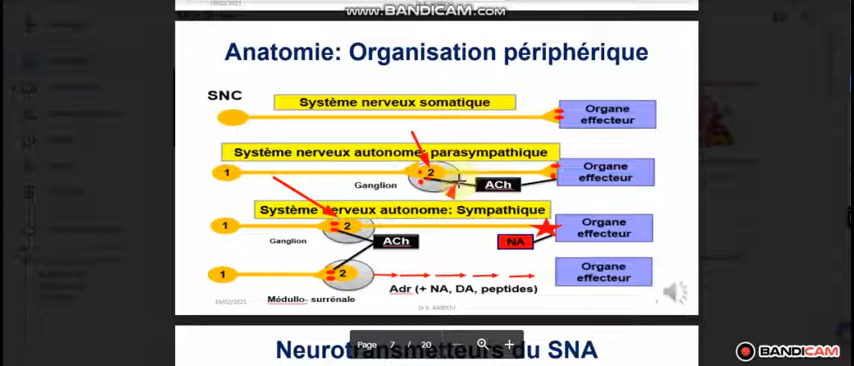 WWW.BANDICAM.COM
Anatomie: Organisation périphérique
SNC
Système nerveux somatique
Organe
effecteur
Système nerveux autonome: parasympathique
1
2
Organe
effecteur
Ganglion
ACh
Système nerveux autonome: Sympathique
1
2
Organe
effecteur
Ganglion
ACh
NA
1
2
Organe
effecteur
Adr (+ NA, DA, peptides)
Médullo- surrénale
19/02/2021
7
Page 7 / 20
Neurotransmetteurs du SNA
BANDICAM